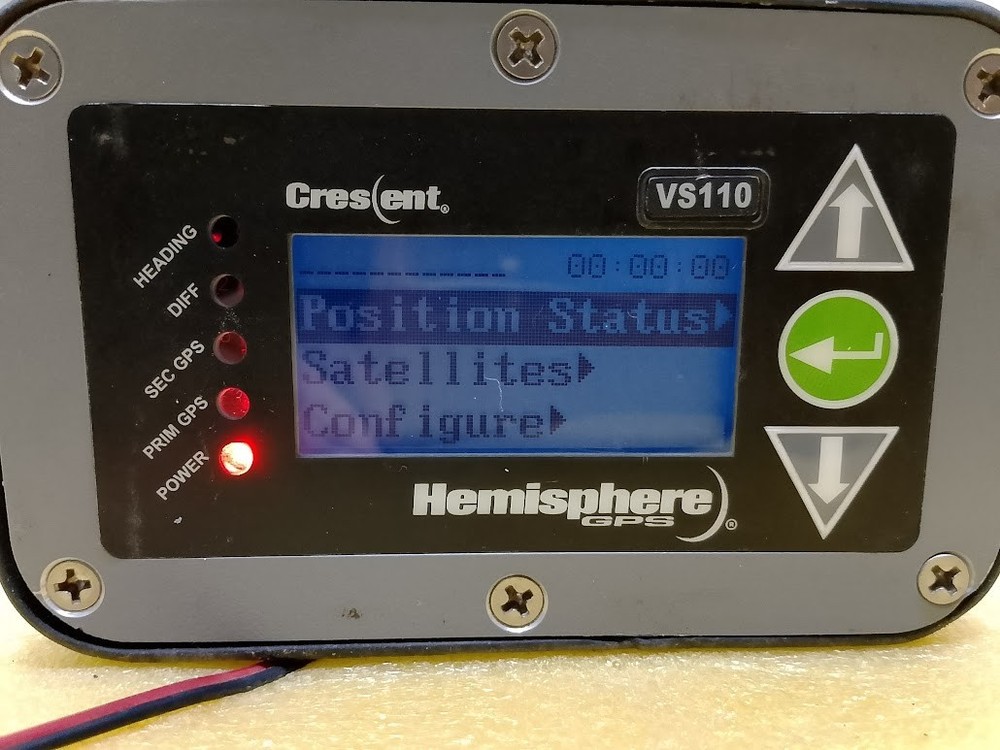 Crescent®
VS110
HEADING
DIFF
SEC GPS
PRIM GPS
POWER
------------ 00:00:00
Position Status
Satellites
Configure
Hemisphere®
GPS